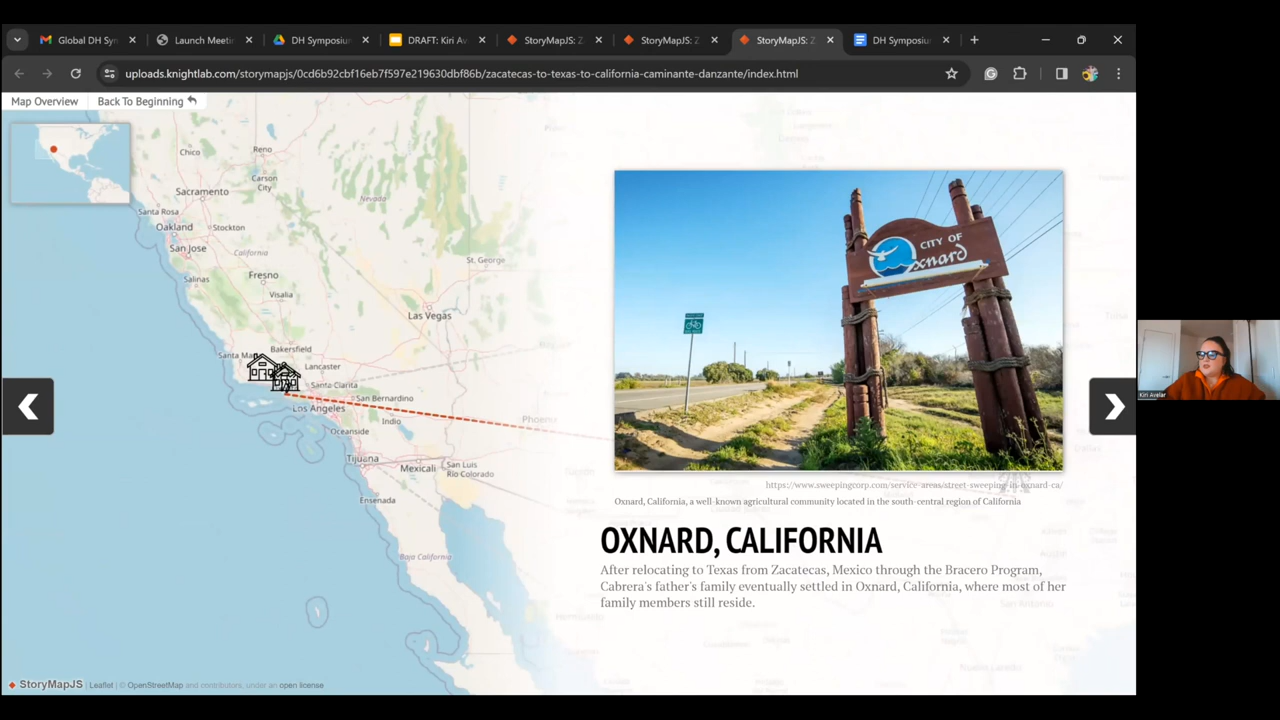 Global DH Syn
Launch Meetin
DH Symposiu
DRAFT: Kiri Av
StoryMapJS: Z
StoryMapJS: Z
StoryMapJS: Z
DH Symposiu
uploads.knightlab.com/storymapjs/0cd6b92cbf16eb7f597e219630dbf86b/zacatecas-to-texas-to-california-caminante-danzante/index.html
Map Overview
Back To Beginning
Chico
Reno
Carson
City
Sacramento
Nevada
Santa Rosa
Oakland
Stockton
San Jose
California
St. George
Salinas
Fresno
Visalia
Las Vegas
Santa Ma
Bakersfield
Lancaster
Santa Clarita
San Bernardino
Los Angeles
Indio
Phoeni
Oceanside
Tijuana
Mexicali
San Luis
Río Colorado
Ensenada
Baja California
CITY OF
Oxnard
https://www.sweepingcorp.com/service-areas/street-sweeping-in-oxnard-ca/
Oxnard, California, a well-known agricultural community located in the south-central region of California
OXNARD, CALIFORNIA
After relocating to Texas from Zacatecas, Mexico through the Bracero Program,
Cabrera's father's family eventually settled in Oxnard, California, where most of her
family members still reside.
StoryMapJS | Leaflet | © OpenStreetMap and contributors, under an open license
Kiri Avelar